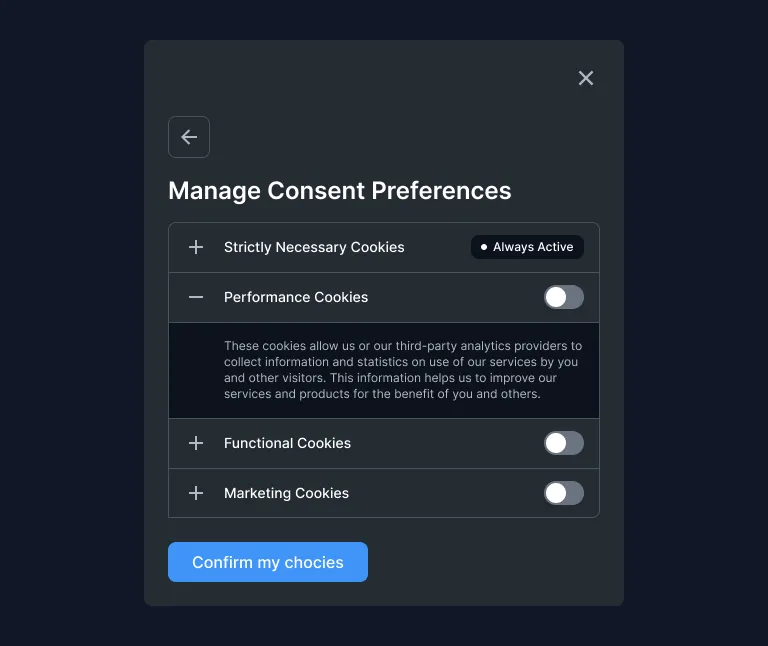 Manage Consent Preferences
Strictly Necessary Cookies
Always Active
Performance Cookies
These cookies allow us or our third-party analytics providers to
collect information and statistics on use of our services by you
and other visitors. This information helps us to improve our
services and products for the benefit of you and others.
Functional Cookies
Marketing Cookies
Confirm my chocies